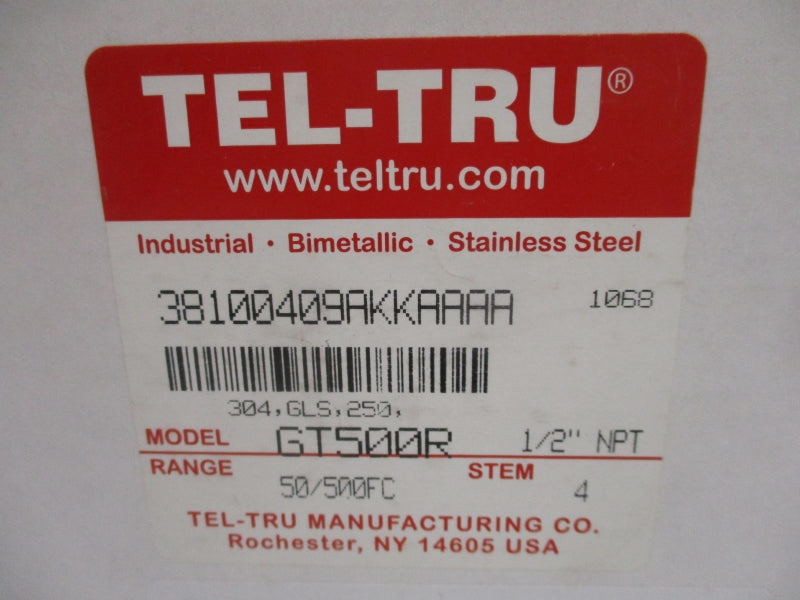 TEL-TRU®
www.teltru.com
Industrial · Bimetallic · Stainless Steel
38100409AKKAAAA 1068
304,GLS,250,
MODEL GT500R 1/2" NPT
RANGE 50/500FC STEM 4
TEL-TRU MANUFACTURING CO.
Rochester, NY 14605 USA